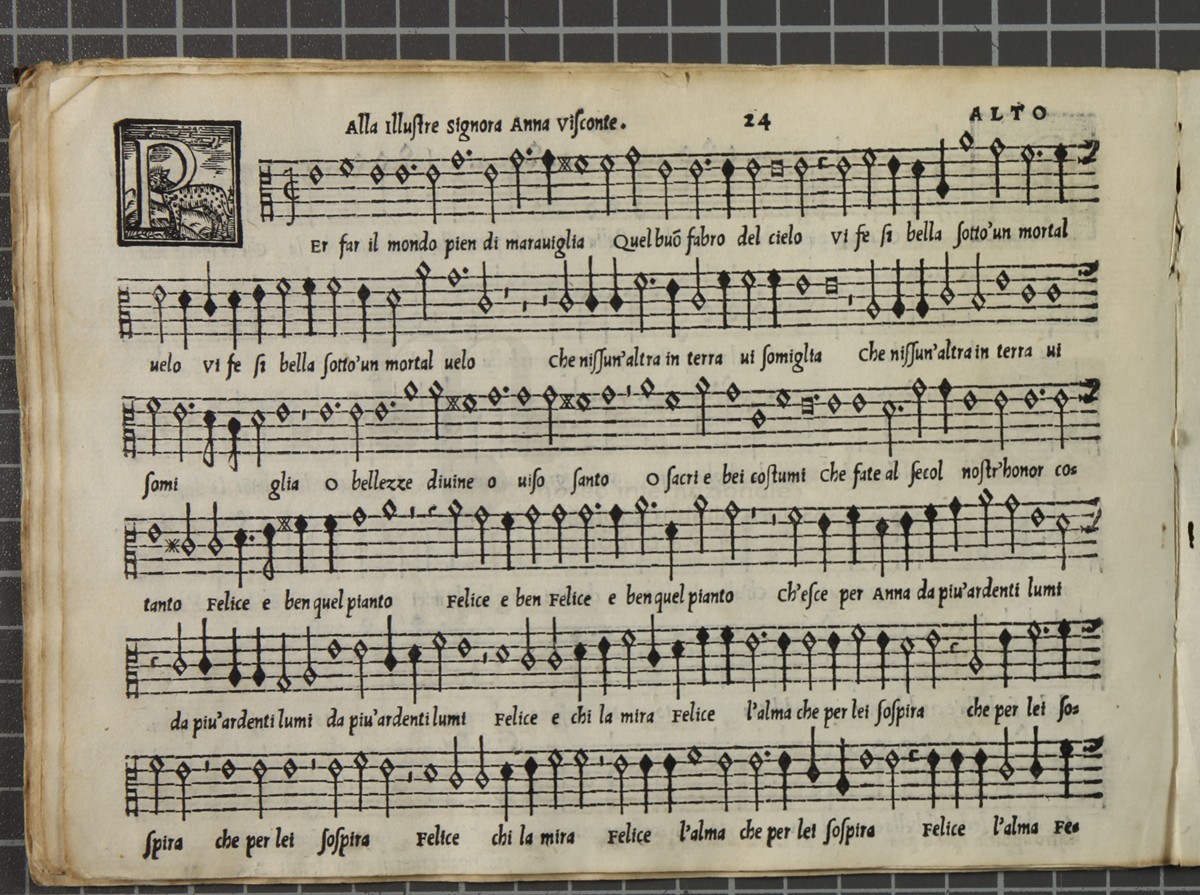 Alla Illustre Signora Anna Visconte. 24 ALTO
PEr far il mondo pien di marauiglia Quel buõ fabro del cielo Vi fe si bella sotto'un mortal
uelo Vi fe si bella sotto'un mortal uelo Che nissun'altra in terra ui somiglia Che nissun'altra in terra ui
somi glia O bellezze diuine o uiso santo O sacri e bei costumi Che fate al secol nostr'honor co=
tanto Felice e ben quel pianto Felice e ben Felice e ben quel pianto Ch'esce per Anna da piu'ardenti lumi
da piu'ardenti lumi da piu'ardenti lumi Felice e chi la mira Felice l'alma che per lei sospira che per lei so=
spira che per lei sospira Felice chi la mira Felice l'alma che per lei sospira Felice l'alma Fe=